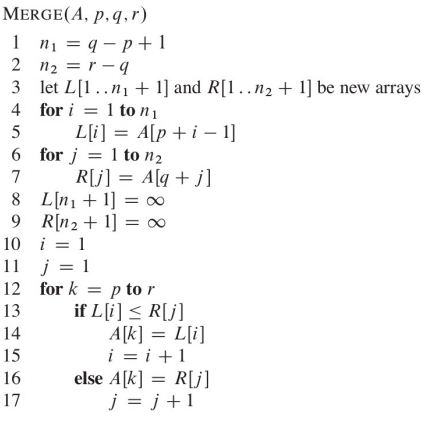 MERGE(A, p, q, r)
1 n₁ = q − p + 1
2 n₂ = r − q
3 let L[1 . . n₁ + 1] and R[1 . . n₂ + 1] be new arrays
4 for i = 1 to n₁
5 L[i] = A[p + i − 1]
6 for j = 1 to n₂
7 R[j] = A[q + j]
8 L[n₁ + 1] = ∞
9 R[n₂ + 1] = ∞
10 i = 1
11 j = 1
12 for k = p to r
13 if L[i] ≤ R[j]
14 A[k] = L[i]
15 i = i + 1
16 else A[k] = R[j]
17 j = j + 1